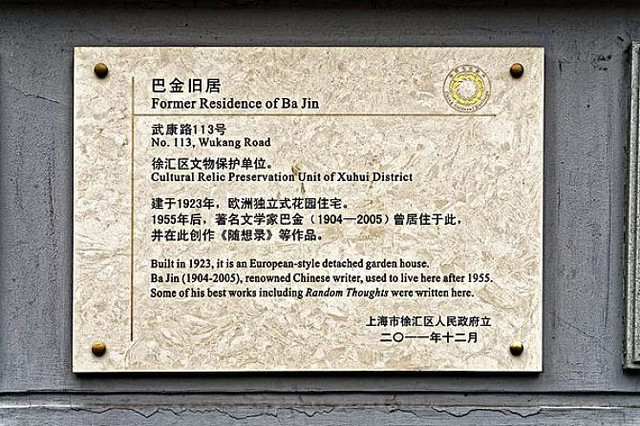 巴金旧居
Former Residence of Ba Jin
武康路113号
No. 113, Wukang Road
徐汇区文物保护单位。
Cultural Relic Preservation Unit of Xuhui District
建于1923年，欧洲独立式花园住宅。
1955年后，著名文学家巴金（1904—2005）曾居住于此，
并在此创作《随想录》等作品。
Built in 1923, it is an European-style detached garden house.
Ba Jin (1904-2005), renowned Chinese writer, used to live here after 1955.
Some of his best works including Random Thoughts were written here.
上海市徐汇区人民政府立
二〇一一年十二月